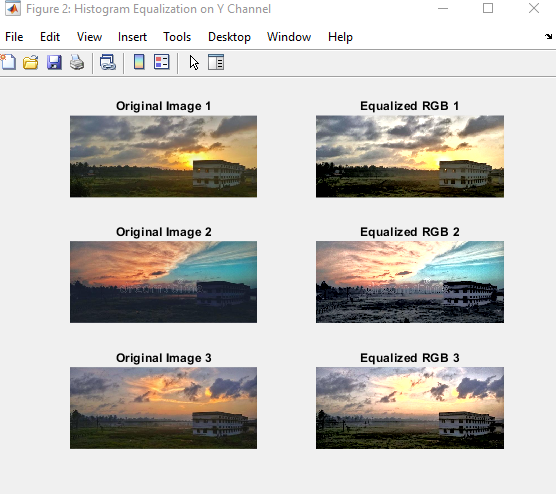 Figure 2: Histogram Equalization on Y Channel
File Edit View Insert Tools Desktop Window Help
Original Image 1 Equalized RGB 1
Original Image 2 Equalized RGB 2
Original Image 3 Equalized RGB 3